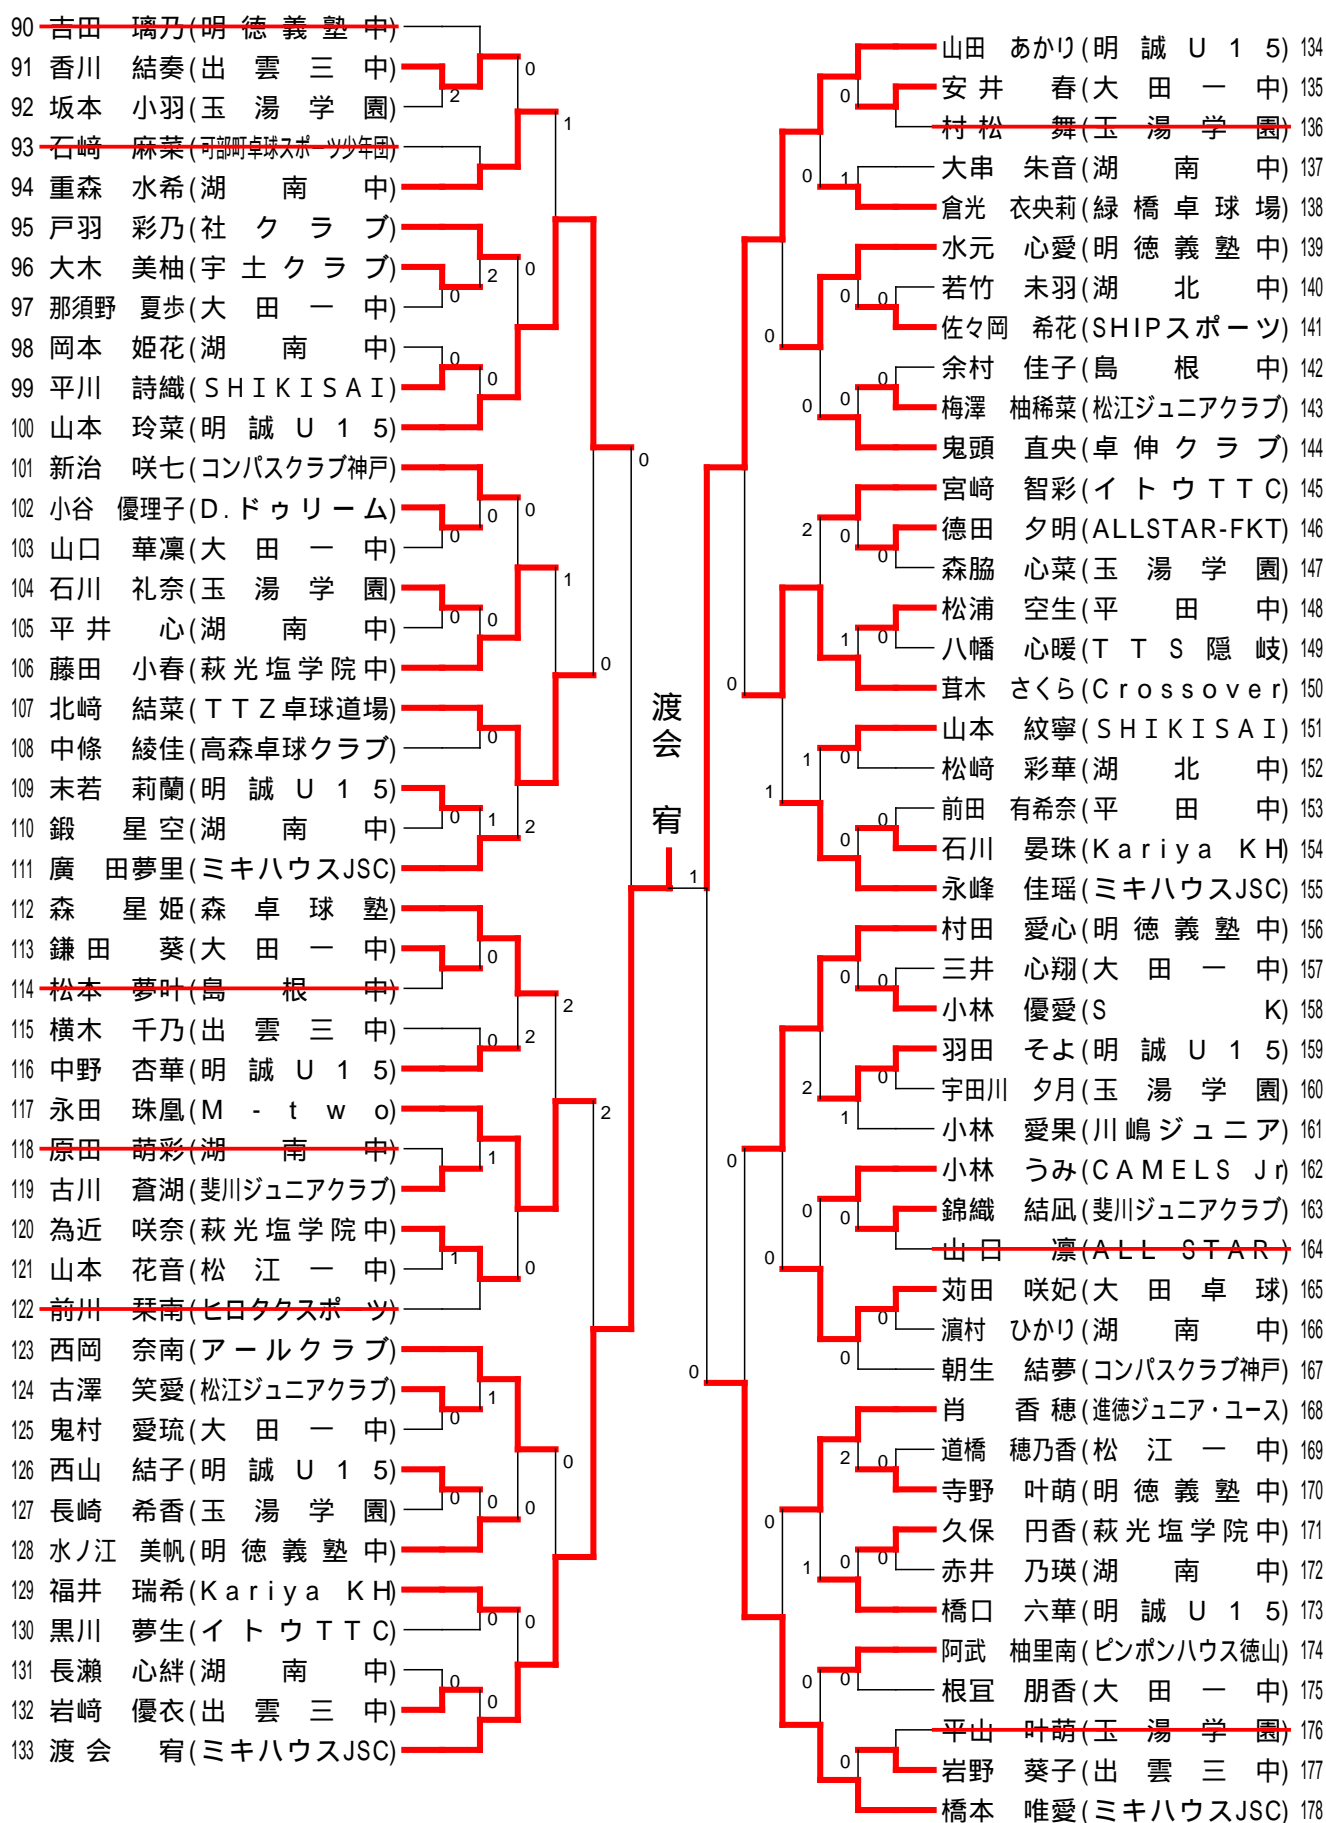 90 吉田 璃乃(明徳義塾中)
91 香川 結奏(出雲三中)
92 坂本 小羽(玉湯学園)
93 石﨑 麻菜(可部町卓球スポーツ少年団)
94 重森 水希(湖南中)
95 戸羽 彩乃(社クラブ)
96 大木 美柚(宇土クラブ)
97 那須野 夏歩(大田一中)
98 岡本 姫花(湖南中)
99 平川 詩織(SHIKISAI)
100 山本 玲菜(明誠U15)
101 新治 咲七(コンパスクラブ神戸)
102 小谷 優理子(D.ドゥリーム)
103 山口 華凜(大田一中)
104 石川 礼奈(玉湯学園)
105 平井 心(湖南中)
106 藤田 小春(萩光塩学院中)
107 北﨑 結菜(TTZ卓球道場)
108 中條 綾佳(高森卓球クラブ)
109 末若 莉蘭(明誠U15)
110 鍛 星空(湖南中)
111 廣 田夢里(ミキハウスJSC)
112 森 星姫(森卓球塾)
113 鎌田 葵(大田一中)
114 松本 夢叶(島根中)
115 横木 千乃(出雲三中)
116 中野 杏華(明誠U15)
117 永田 珠凰(M-two)
118 原田 萌彩(湖南中)
119 古川 蒼湖(斐川ジュニアクラブ)
120 為近 咲奈(萩光塩学院中)
121 山本 花音(松江一中)
122 前川 栞南(ヒロタクスポーツ)
123 西岡 奈南(アールクラブ)
124 古澤 笑愛(松江ジュニアクラブ)
125 鬼村 愛琉(大田一中)
126 西山 結子(明誠U15)
127 長崎 希香(玉湯学園)
128 水ノ江 美帆(明徳義塾中)
129 福井 瑞希(Kariya KH)
130 黒川 夢生(イトウTTC)
131 長瀬 心絆(湖南中)
132 岩﨑 優衣(出雲三中)
133 渡会 宥(ミキハウスJSC)
渡会 宥
1
山田 あかり(明誠U15) 134
安井 春(大田一中) 135
村松 舞(玉湯学園) 136
大串 朱音(湖南中) 137
倉光 衣央莉(緑橋卓球場) 138
水元 心愛(明徳義塾中) 139
若竹 未羽(湖北中) 140
佐々岡 希花(SHIPスポーツ) 141
余村 佳子(島根中) 142
梅澤 柚稀菜(松江ジュニアクラブ) 143
鬼頭 直央(卓伸クラブ) 144
宮﨑 智彩(イトウTTC) 145
德田 夕明(ALLSTAR-FKT) 146
森脇 心菜(玉湯学園) 147
松浦 空生(平田中) 148
八幡 心暖(TTS隠岐) 149
茸木 さくら(Crossover) 150
山本 紋寧(SHIKISAI) 151
松﨑 彩華(湖北中) 152
前田 有希奈(平田中) 153
石川 晏珠(Kariya KH) 154
永峰 佳瑶(ミキハウスJSC) 155
村田 愛心(明徳義塾中) 156
三井 心翔(大田一中) 157
小林 優愛(SK) 158
羽田 そよ(明誠U15) 159
宇田川 夕月(玉湯学園) 160
小林 愛果(川嶋ジュニア) 161
小林 うみ(CAMELS Jr) 162
錦織 結凪(斐川ジュニアクラブ) 163
山口 凛(ALL STAR) 164
苅田 咲妃(大田卓球) 165
濵村 ひかり(湖南中) 166
朝生 結夢(コンパスクラブ神戸) 167
肖 香穂(進徳ジュニア・ユース) 168
道橋 穂乃香(松江一中) 169
寺野 叶萌(明徳義塾中) 170
久保 円香(萩光塩学院中) 171
赤井 乃瑛(湖南中) 172
橋口 六華(明誠U15) 173
阿武 柚里南(ピンポンハウス徳山) 174
根冝 朋香(大田一中) 175
平山 叶萌(玉湯学園) 176
岩野 葵子(出雲三中) 177
橋本 唯愛(ミキハウスJSC) 178